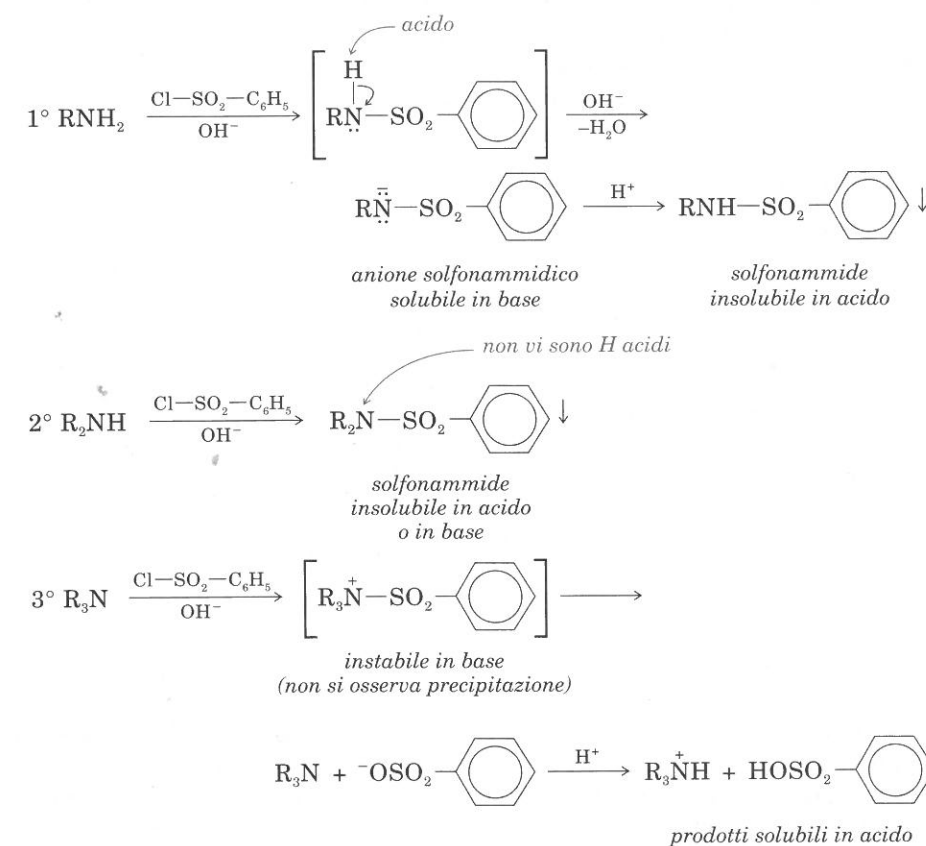 acido
1° RNH₂ Cl—SO₂—C₆H₅ OH⁻ [ H RN̈—SO₂— ] OH⁻ –H₂O
RN̈⁻—SO₂— H⁺ RNH—SO₂— ↓
anione solfonammidico
solubile in base
solfonammide
insolubile in acido
non vi sono H acidi
2° R₂NH Cl—SO₂—C₆H₅ OH⁻ R₂N—SO₂— ↓
solfonammide
insolubile in acido
o in base
3° R₃N Cl—SO₂—C₆H₅ OH⁻ [ R₃N⁺—SO₂— ]
instabile in base
(non si osserva precipitazione)
R₃N + ⁻OSO₂— H⁺ R₃N⁺H + HOSO₂—
prodotti solubili in acido